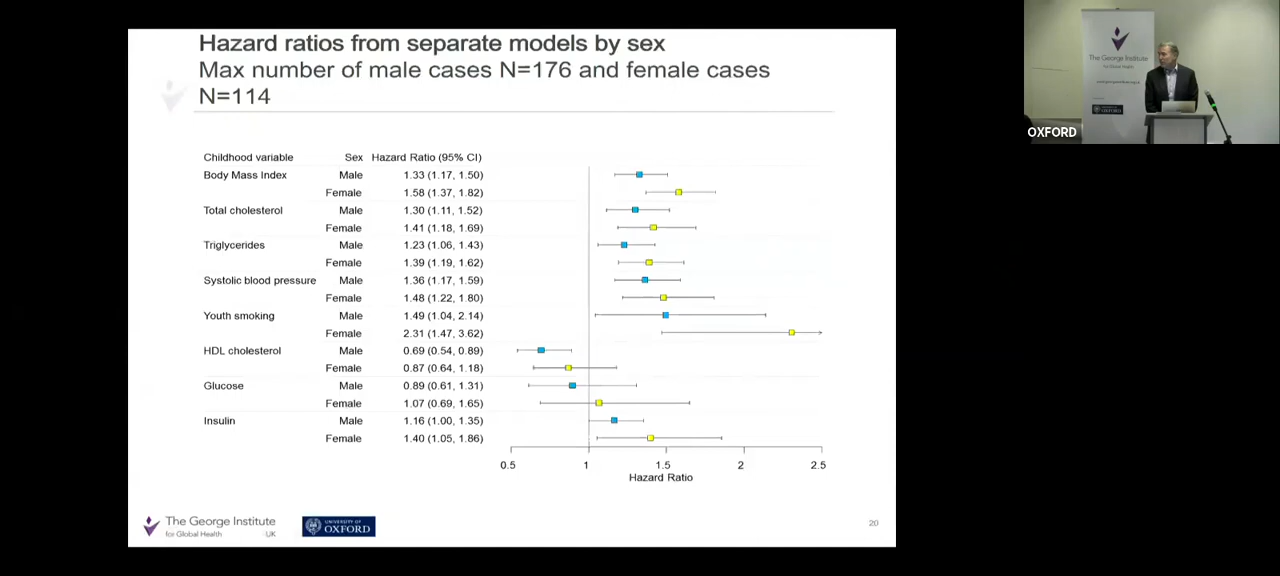 Hazard ratios from separate models by sex
Max number of male cases N=176 and female cases
N=114
Childhood variable Sex Hazard Ratio (95% CI)
Body Mass Index Male 1.33 (1.17, 1.50)
Female 1.58 (1.37, 1.82)
Total cholesterol Male 1.30 (1.11, 1.52)
Female 1.41 (1.18, 1.69)
Triglycerides Male 1.23 (1.06, 1.43)
Female 1.39 (1.19, 1.62)
Systolic blood pressure Male 1.36 (1.17, 1.59)
Female 1.48 (1.22, 1.80)
Youth smoking Male 1.49 (1.04, 2.14)
Female 2.31 (1.47, 3.62)
HDL cholesterol Male 0.69 (0.54, 0.89)
Female 0.87 (0.64, 1.18)
Glucose Male 0.89 (0.61, 1.31)
Female 1.07 (0.69, 1.65)
Insulin Male 1.16 (1.00, 1.35)
Female 1.40 (1.05, 1.86)
0.5 1 1.5 2 2.5
Hazard Ratio
The George Institute
for Global Health UK
UNIVERSITY OF
OXFORD
20
The George Institute
for Global Health
OXFORD